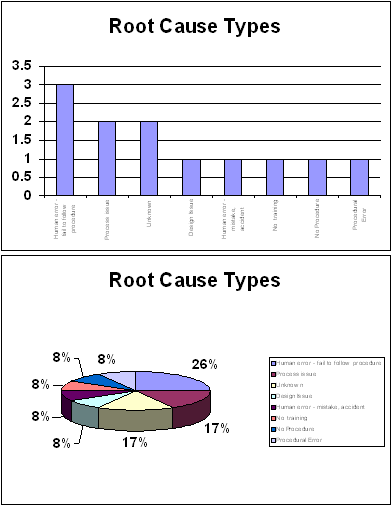 Root Cause Types
3.5
3
2.5
2
1.5
1
0.5
0
Human error -
fail to follow
procedure
Process issue
Unknown
Design Issue
Human error -
mistake,
accident
No training
No Procedure
Procedural
Error
Root Cause Types
8%
8%
26%
8%
8%
8%
17%
17%
Human error - fail to follow procedure
Process issue
Unknown
Design Issue
Human error - mistake, accident
No training
No Procedure
Procedural Error